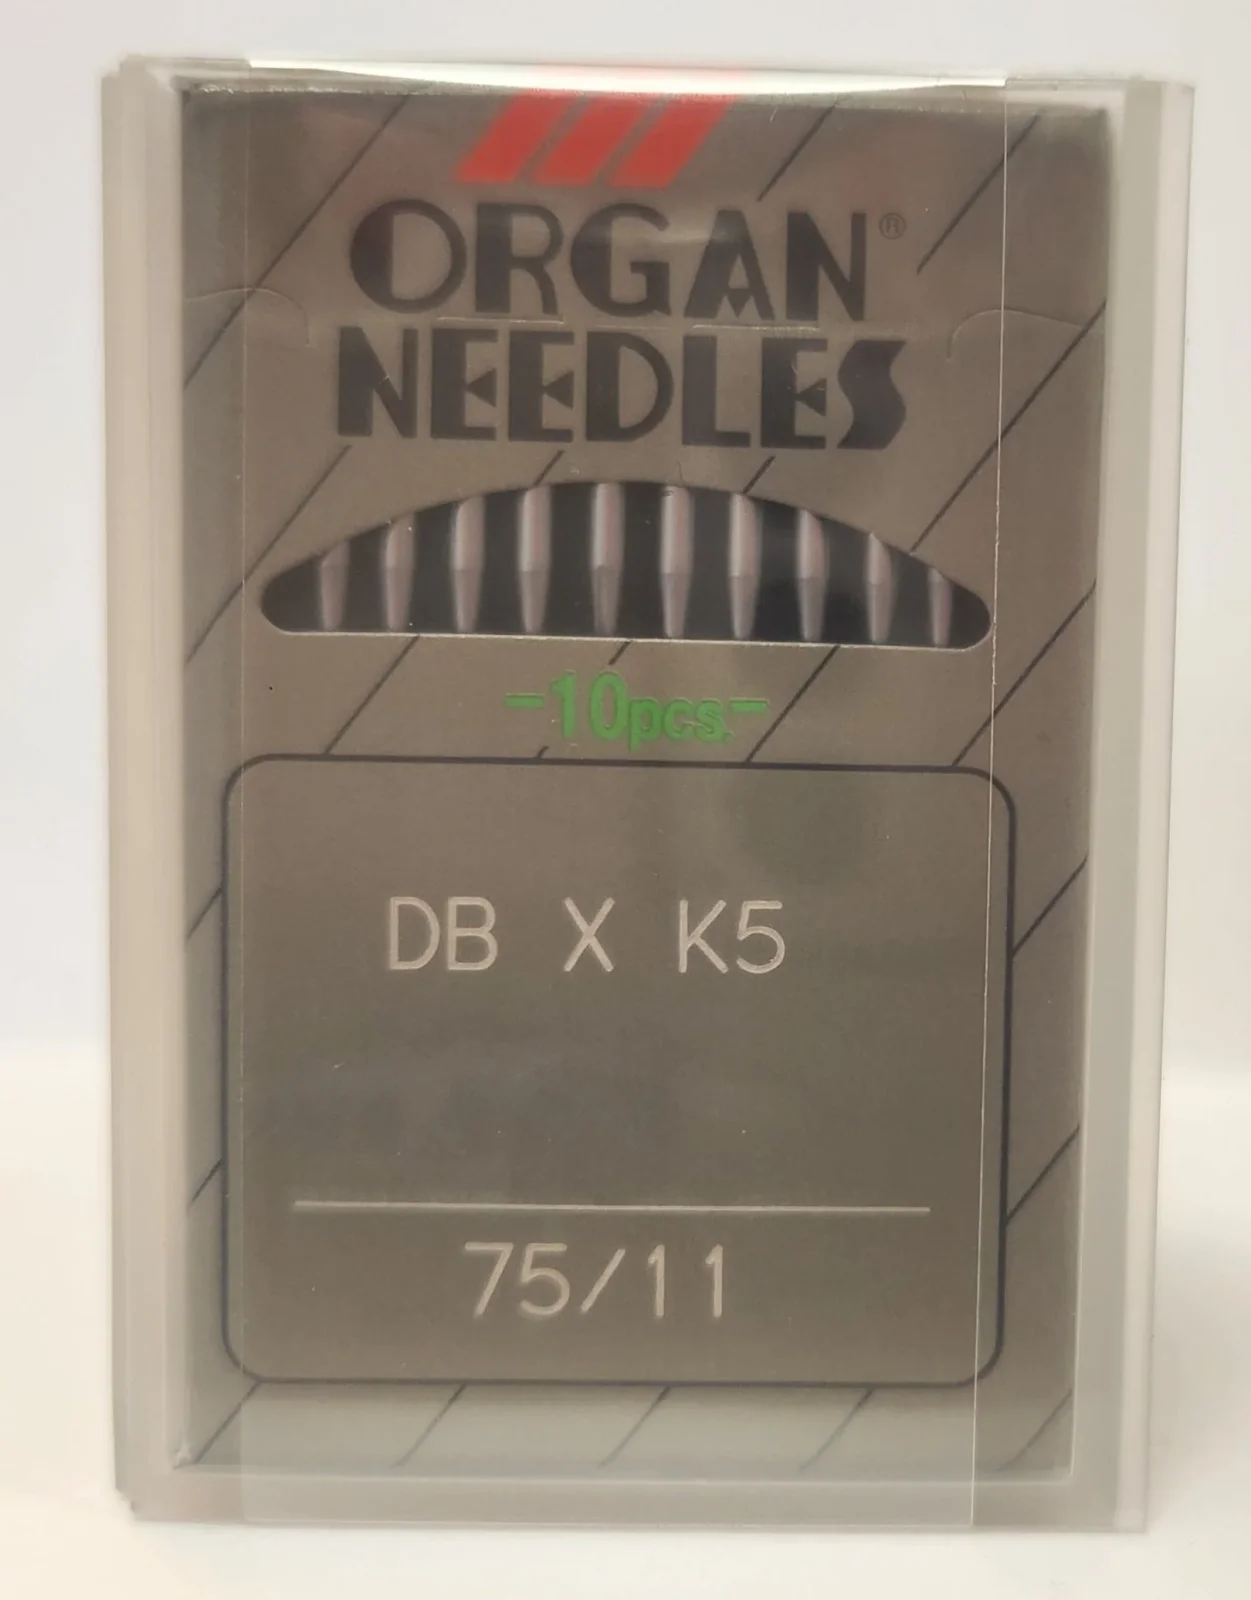 ORGAN®
NEEDLES
-10pcs.-
DB X K5
75/11